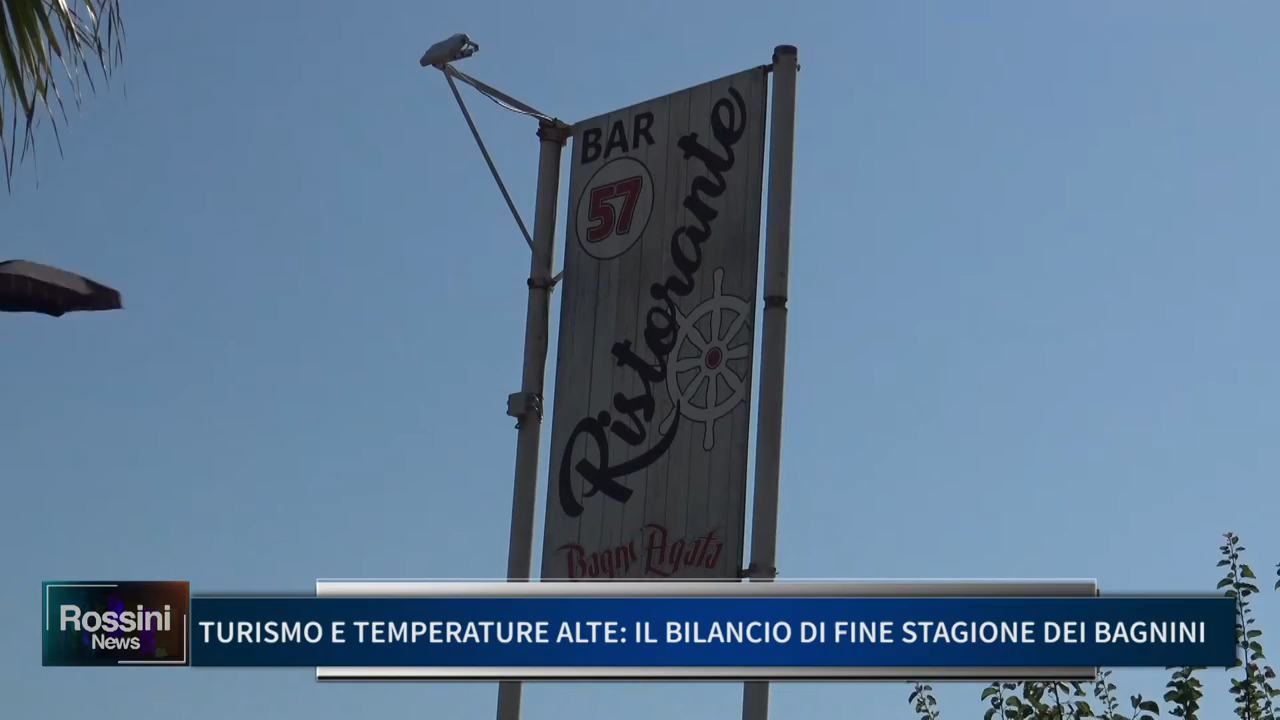 BAR
57
Ristorante
Bagni Agata
Rossini
News
TURISMO E TEMPERATURE ALTE: IL BILANCIO DI FINE STAGIONE DEI BAGNINI